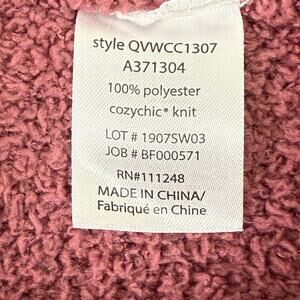 style QVWCC1307
A371304
100% polyester
cozychic® knit
LOT # 1907SW03
JOB # BF000571
RN#111248
MADE IN CHINA/
Fabriqué en Chine